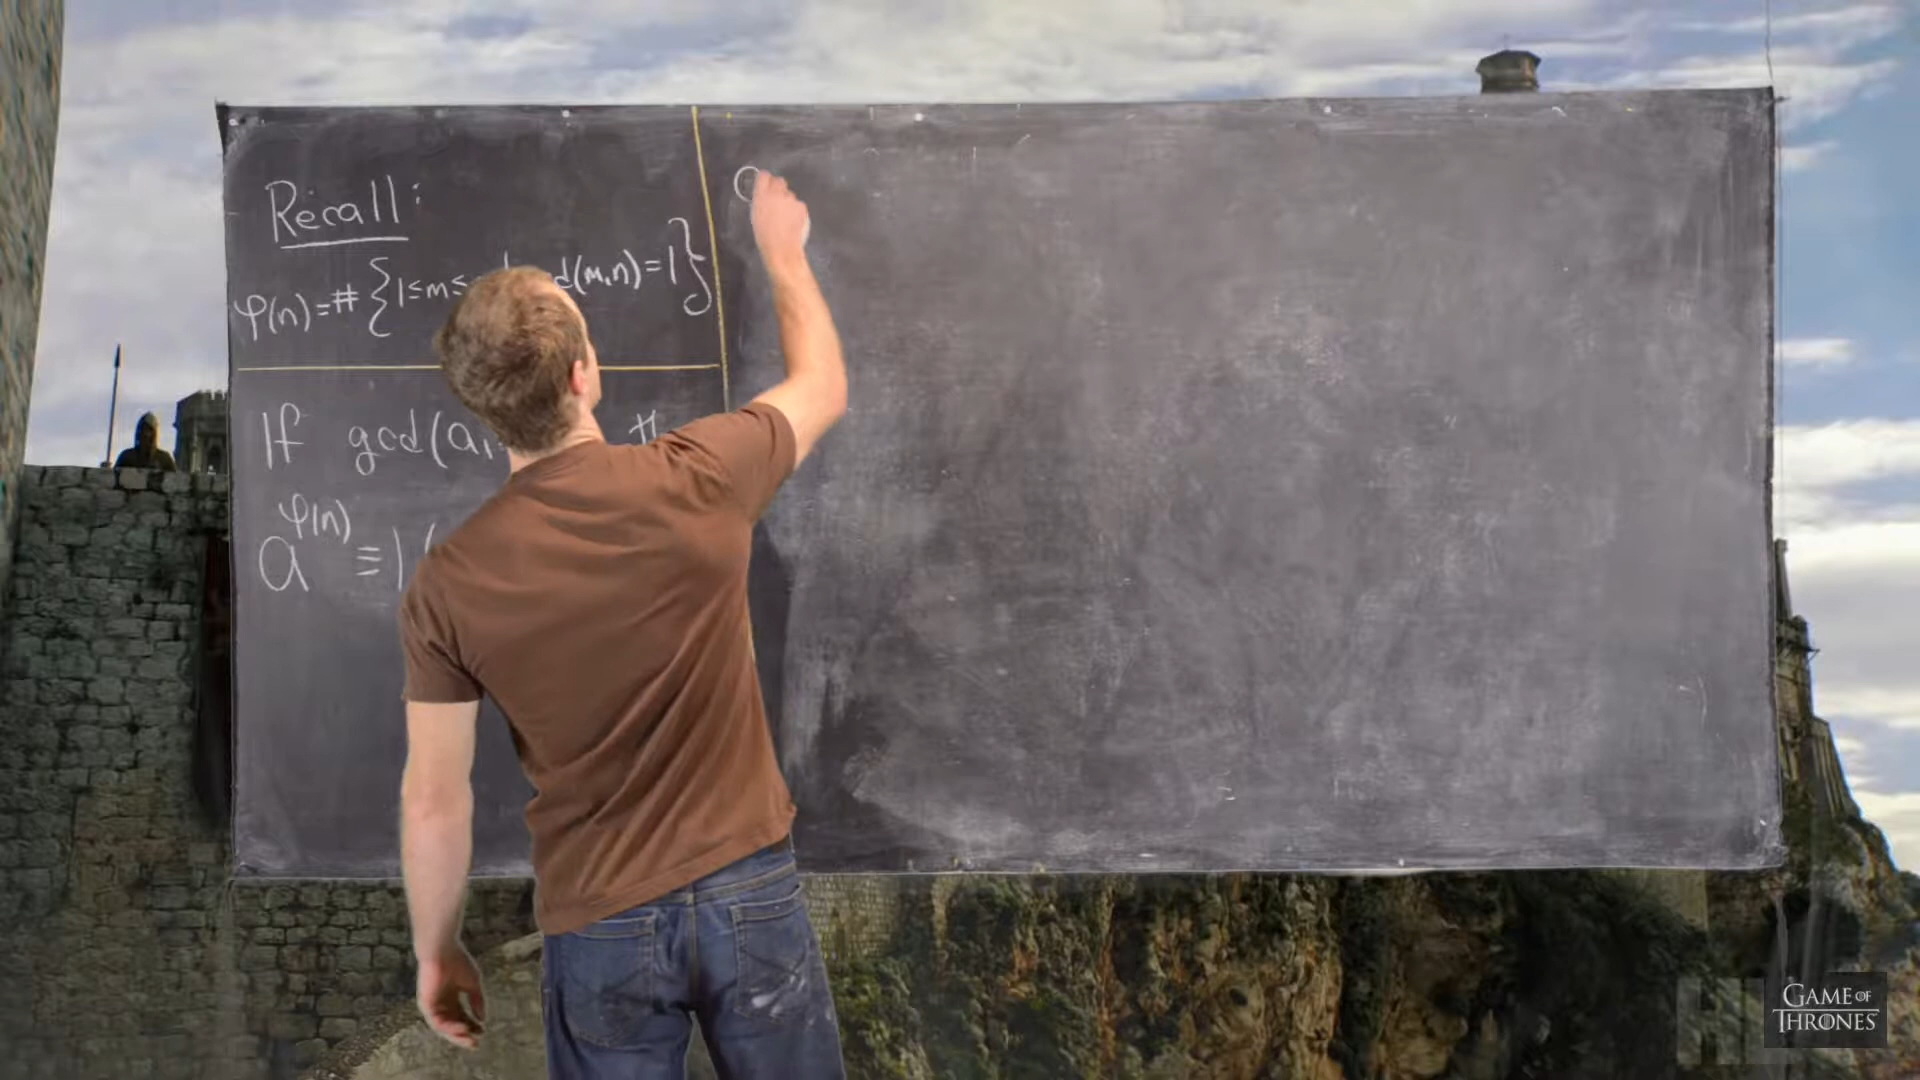 Recall:
φ(n)=# {1≤m≤ d(m,n)=1}
If gcd(a,
a^φ(n) ≡1 (
GAME OF
THRONES